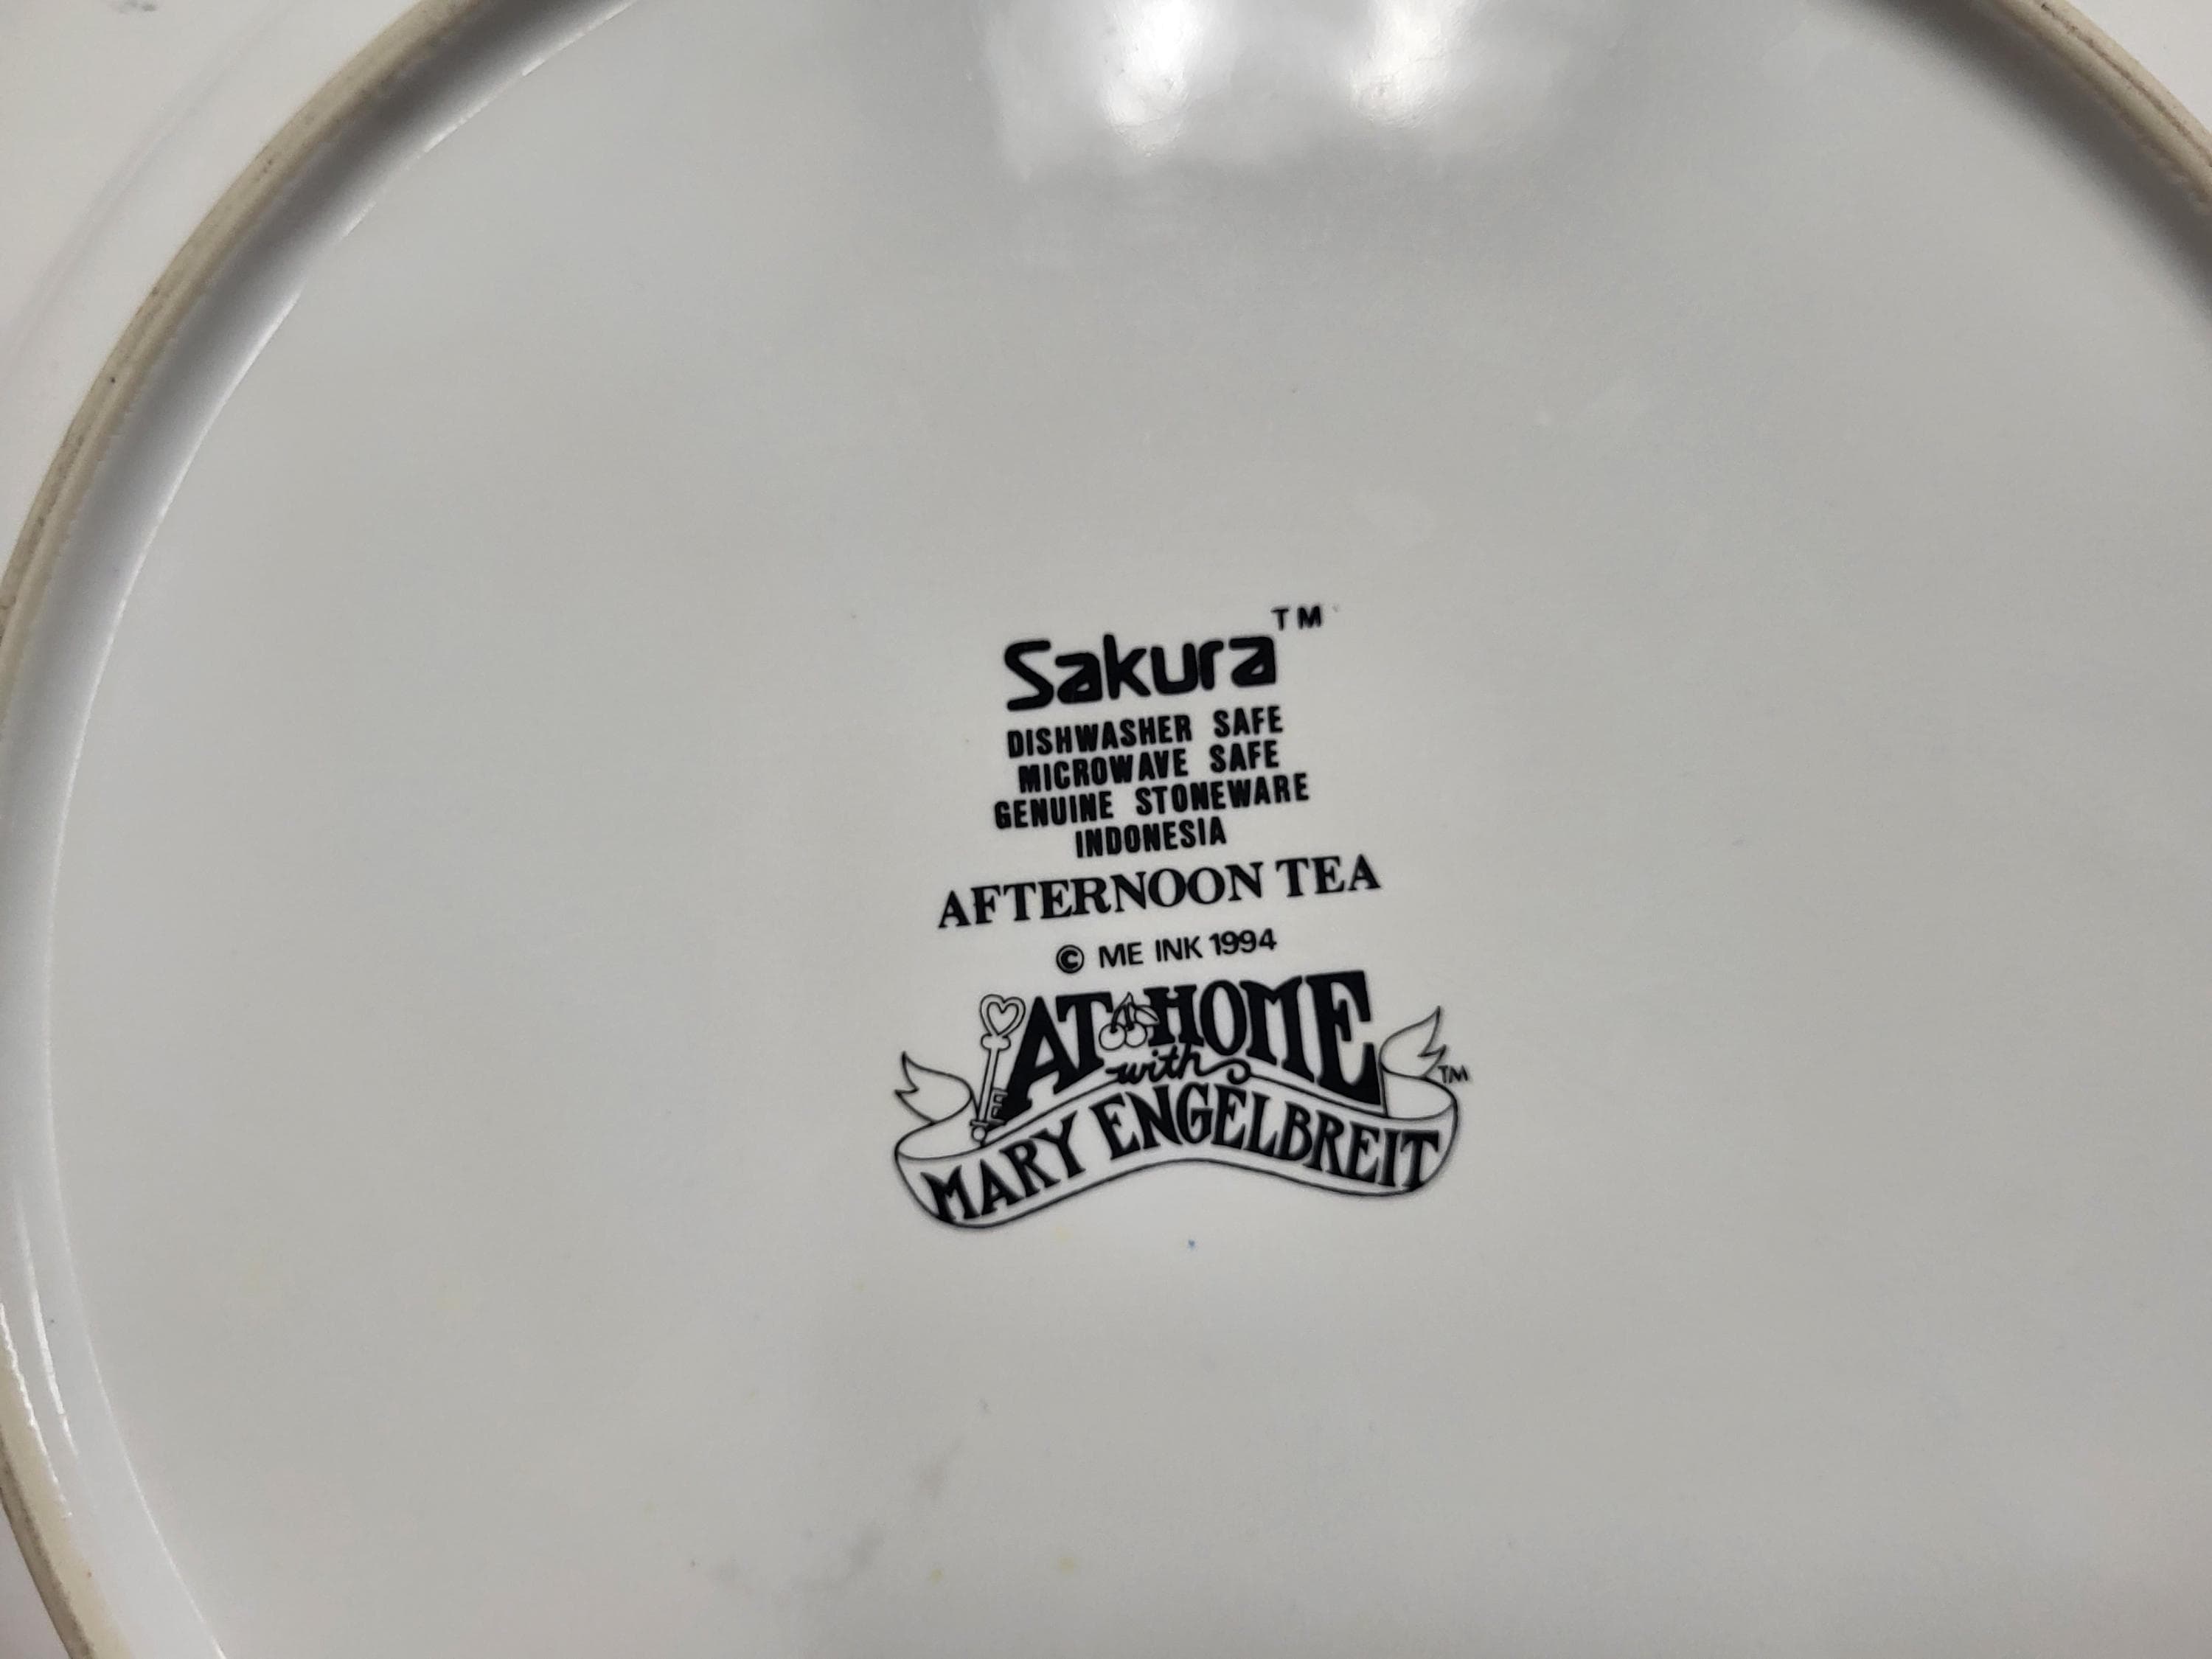 Sakura™
DISHWASHER SAFE
MICROWAVE SAFE
GENUINE STONEWARE
INDONESIA
AFTERNOON TEA
© ME INK 1994
AT HOME
with
MARY ENGELBREIT™